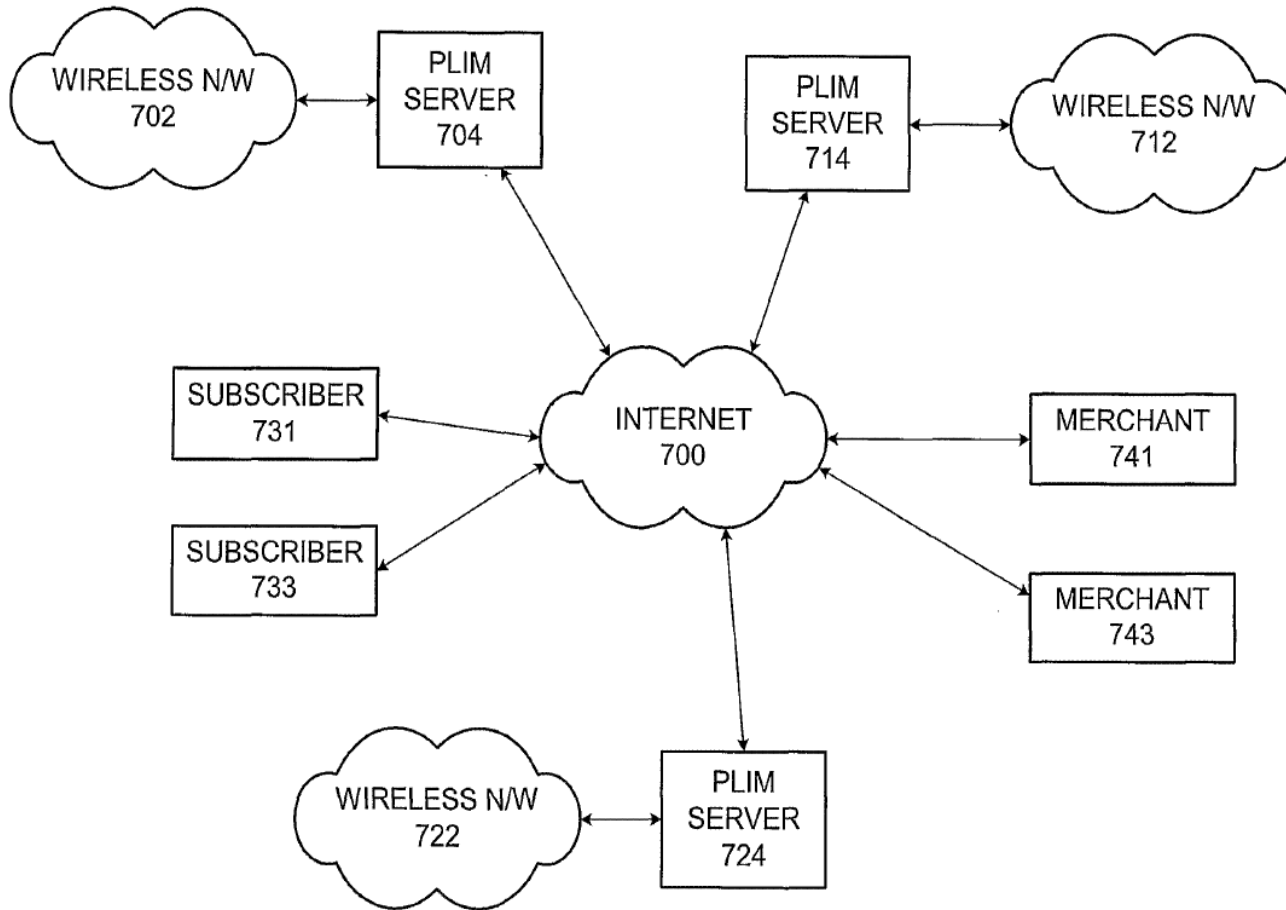 WIRELESS N/W
702
PLIM
SERVER
704
PLIM
SERVER
714
WIRELESS N/W
712
SUBSCRIBER
731
INTERNET
700
MERCHANT
741
SUBSCRIBER
733
MERCHANT
743
WIRELESS N/W
722
PLIM
SERVER
724